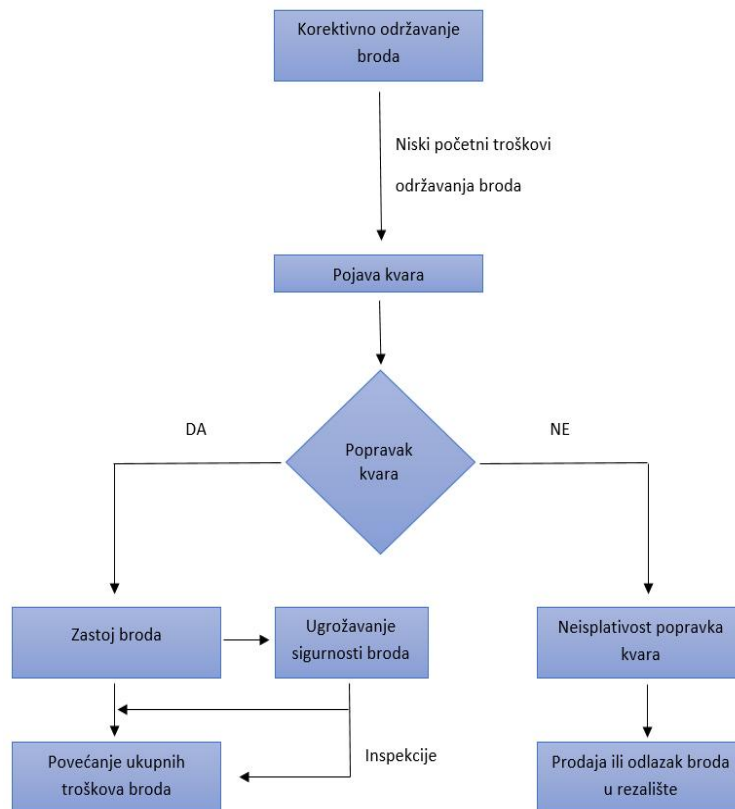 Korektivno održavanje
broda
Niski početni troškovi
održavanja broda
Pojava kvara
DA
NE
Popravak
kvara
Zastoj broda
Ugrožavanje
sigurnosti broda
Neisplativost popravka
kvara
Povećanje ukupnih
troškova broda
Inspekcije
Prodaja ili odlazak broda
u rezalište